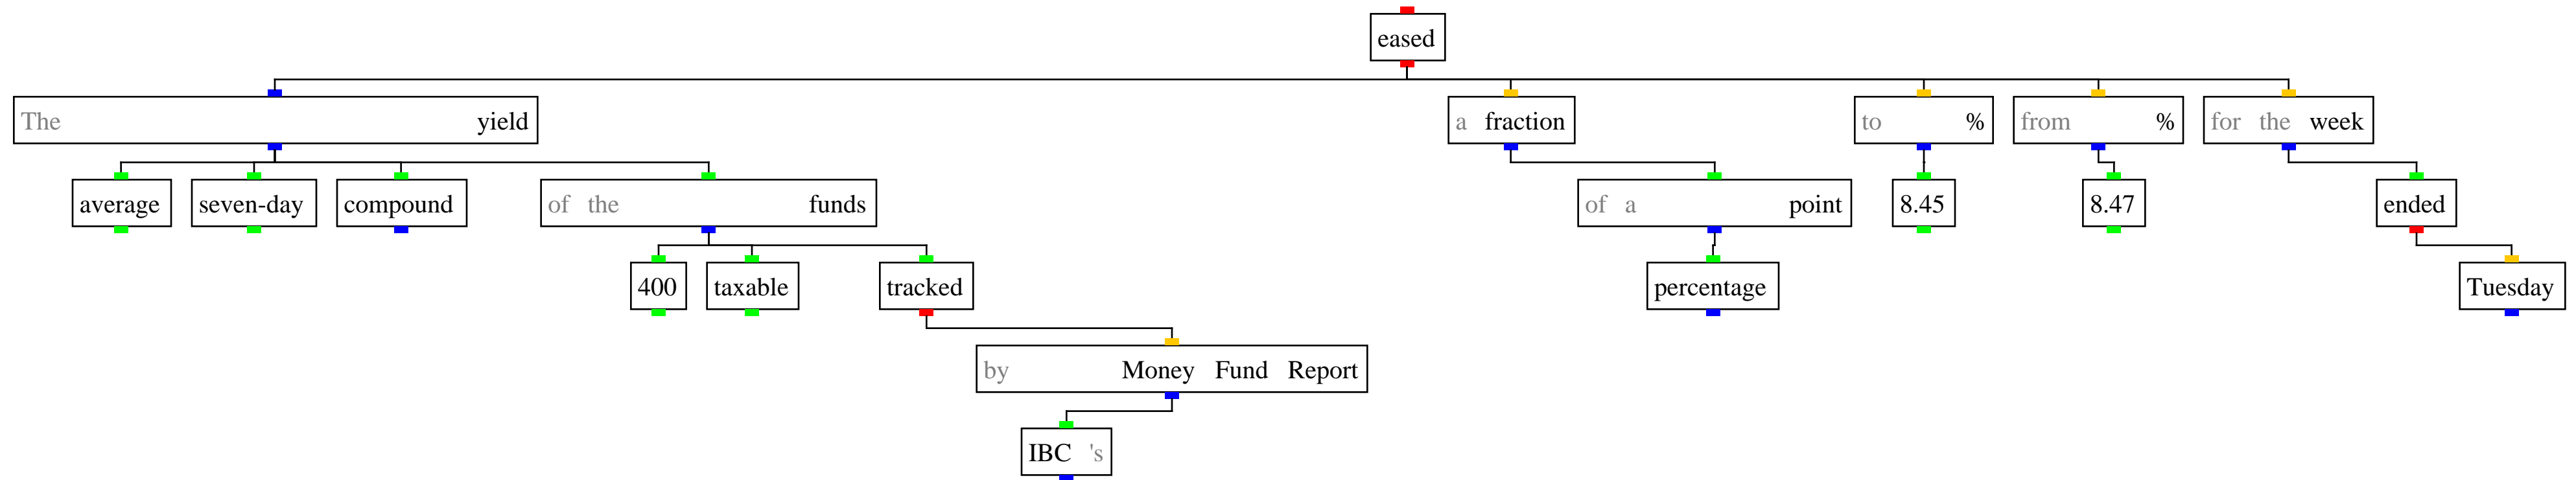 eased
The yield a fraction to % from % for the week
average seven-day compound of the funds of a point 8.45 8.47 ended
400 taxable tracked percentage Tuesday
by Money Fund Report
IBC 's